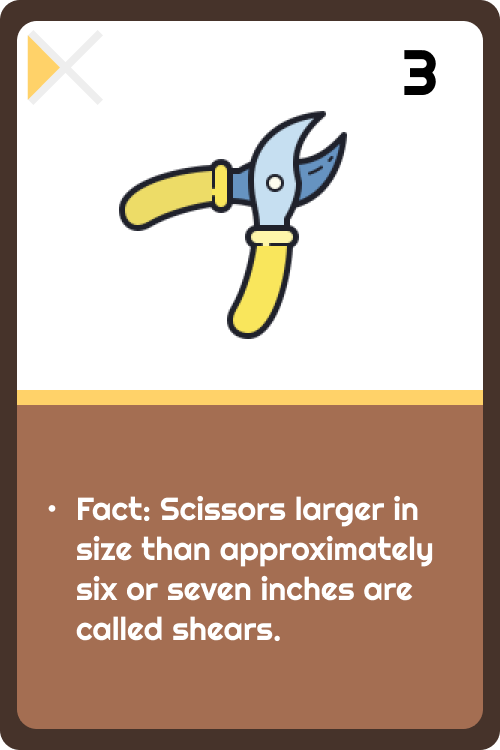 3
• Fact: Scissors larger in
size than approximately
six or seven inches are
called shears.